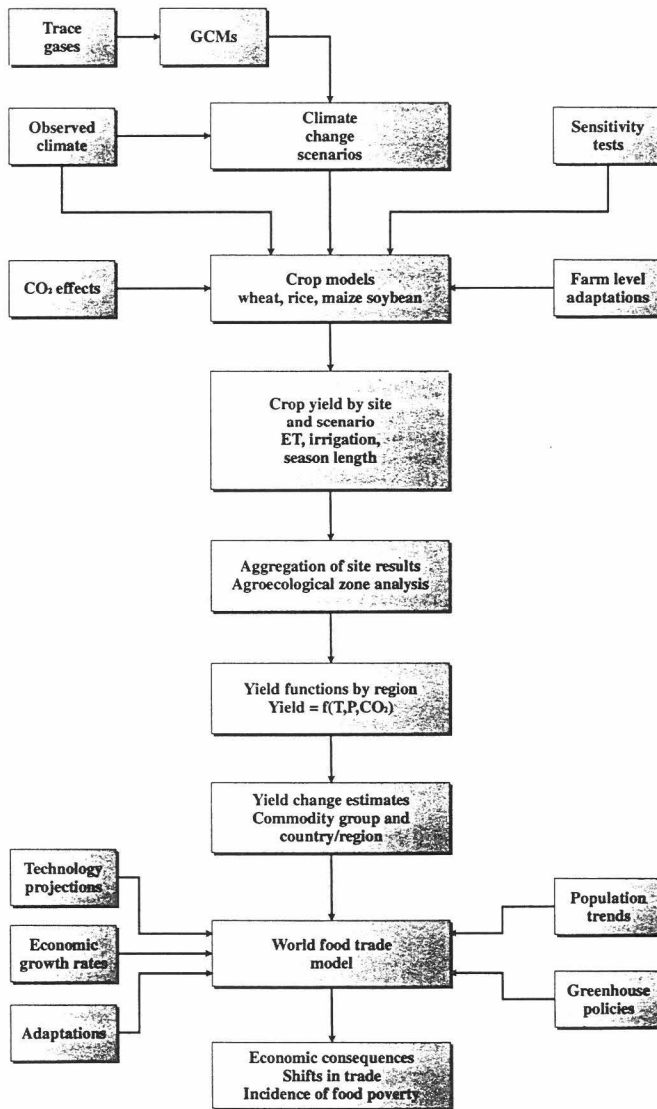 Trace
gases
GCMs
Observed
climate
Climate
change
scenarios
Sensitivity
tests
CO₂ effects
Crop models
wheat, rice, maize soybean
Farm level
adaptations
Crop yield by site
and scenario
ET, irrigation,
season length
Aggregation of site results
Agroecological zone analysis
Yield functions by region
Yield = f(T,P,CO₂)
Yield change estimates
Commodity group and
country/region
Technology
projections
Economic
growth rates
Adaptations
World food trade
model
Population
trends
Greenhouse
policies
Economic consequences
Shifts in trade
Incidence of food poverty